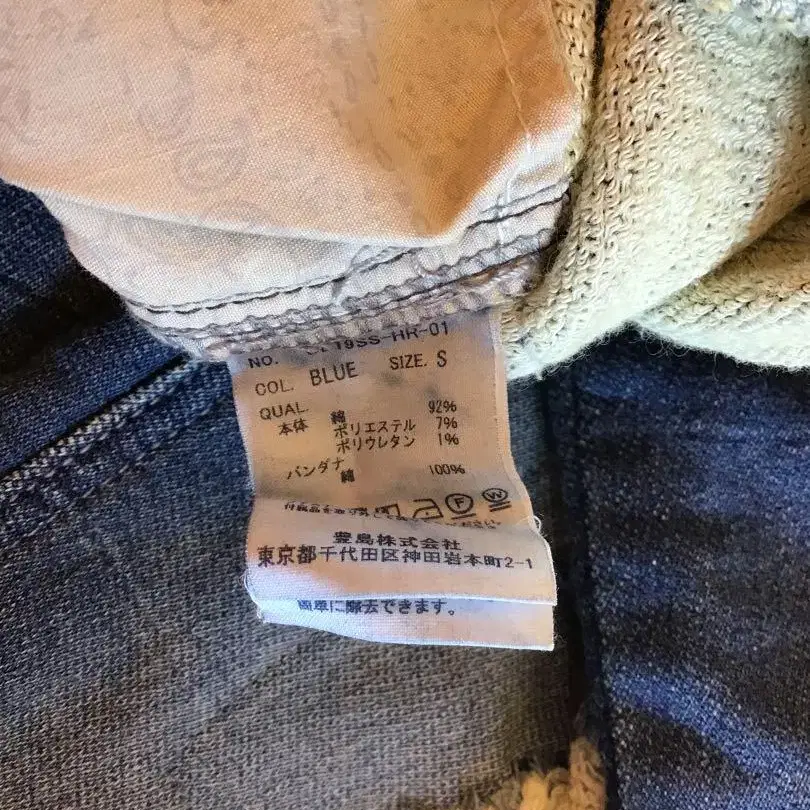 NO. 19SS-HR-01
COL. BLUE SIZE. S
QUAL.
本体 綿 92%
ポリエステル 7%
ポリウレタン 1%
バンダナ
綿 100%
F W
豊島株式会社
東京都千代田区神田岩本町2-1
簡単に除去できます。